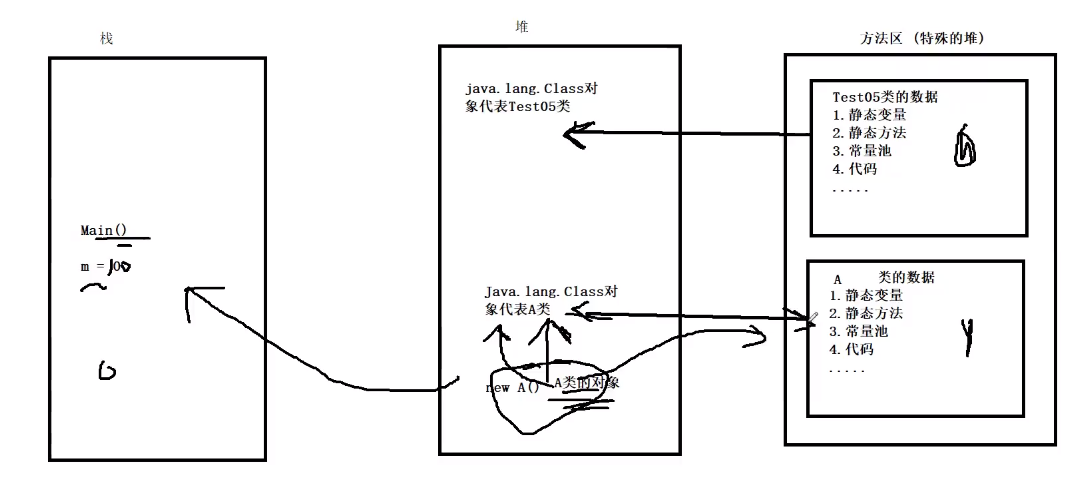 栈
堆
方法区（特殊的堆）
java.lang.Class对
象代表Test05类
Test05类的数据
1.静态变量
2.静态方法
3.常量池
4.代码
.....
Main()
m =100
Java.lang.Class对
象代表A类
new A() A类的对象
A 类的数据
1.静态变量
2.静态方法
3.常量池
4.代码
.....